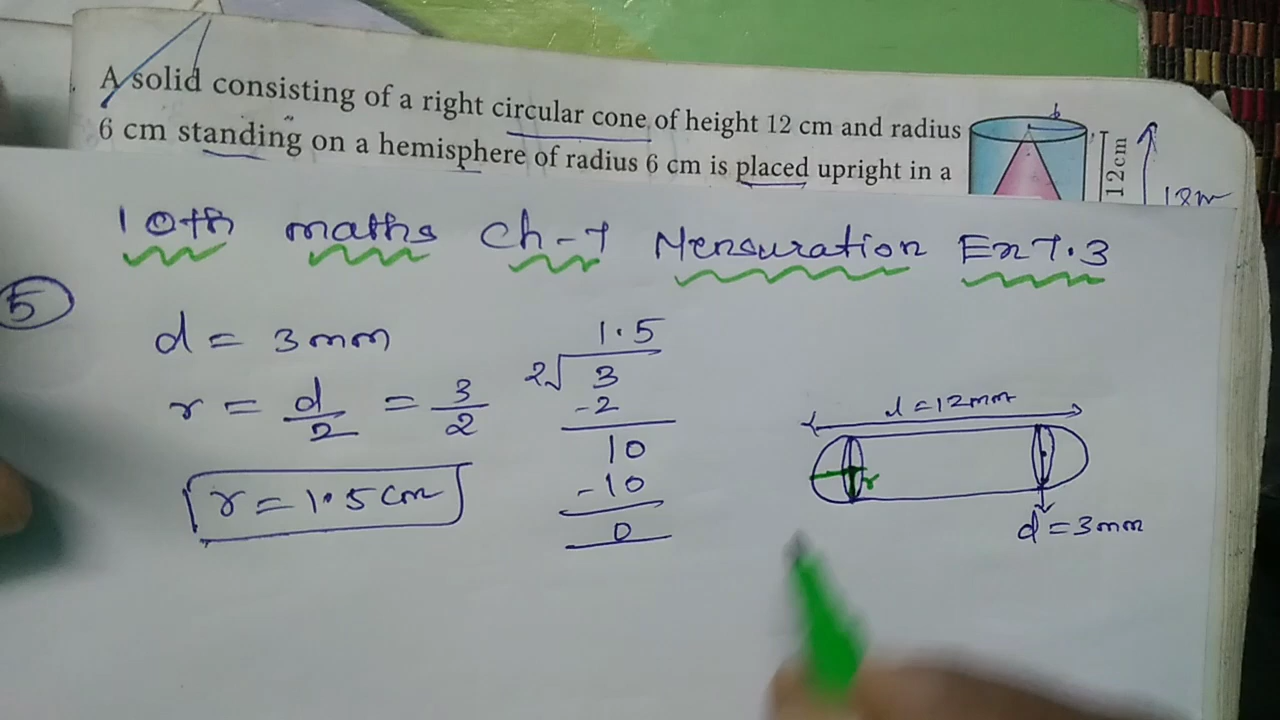 A solid consisting of a right circular cone of height 12 cm and radius
6 cm standing on a hemisphere of radius 6 cm is placed upright in a
12cm
10th maths Ch-7 Mensuration Ex 7.3
5
d = 3mm
r = d/2 = 3/2
r = 1.5cm
1.5
2√3
-2
10
-10
0
l=12mm
r
d=3mm